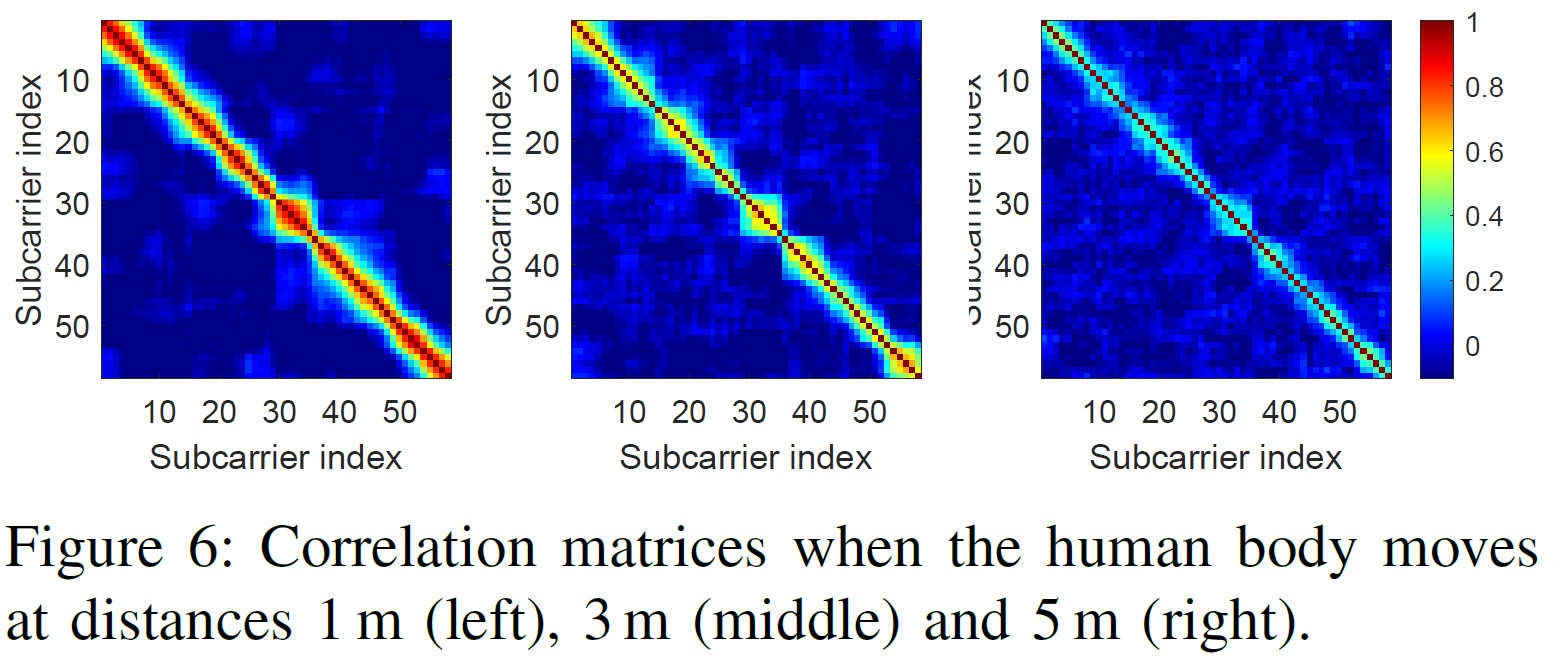 10
20
30
40
50
Subcarrier index
10 20 30 40 50
Subcarrier index
10
20
30
40
50
Subcarrier index
10 20 30 40 50
Subcarrier index
10
20
30
40
50
Subcarrier index
10 20 30 40 50
Subcarrier index
1
0.8
0.6
0.4
0.2
0
Figure 6: Correlation matrices when the human body moves
at distances 1 m (left), 3 m (middle) and 5 m (right).